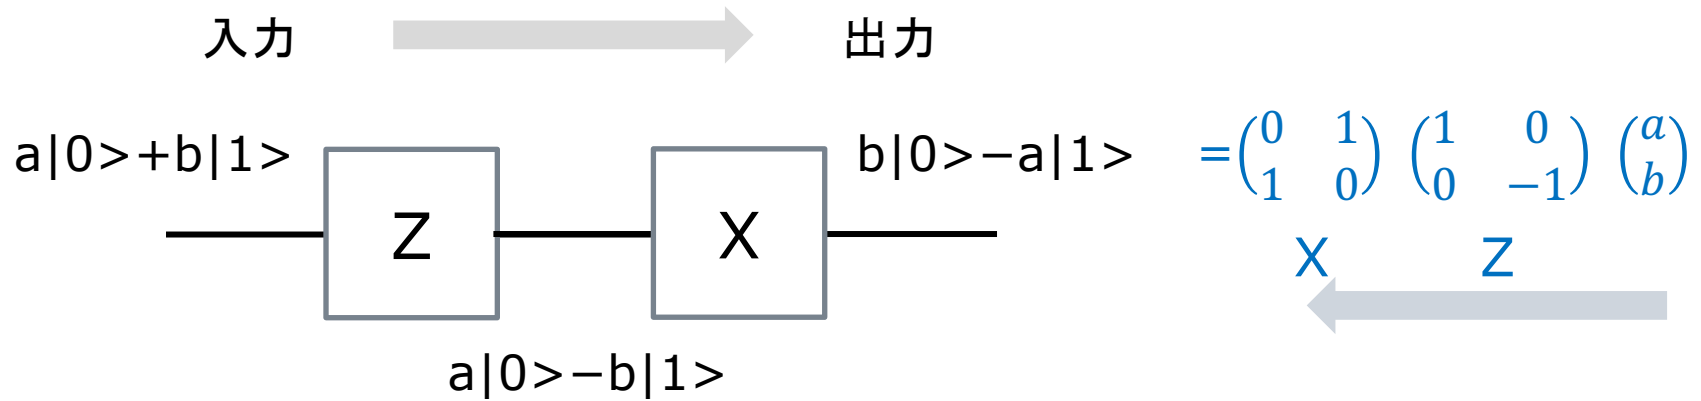 入力 出力
a|0>+b|1>
Z
X
a|0>−b|1>
b|0>−a|1>
=(0 1
1 0) (1 0
0 −1) (a
b)
X Z